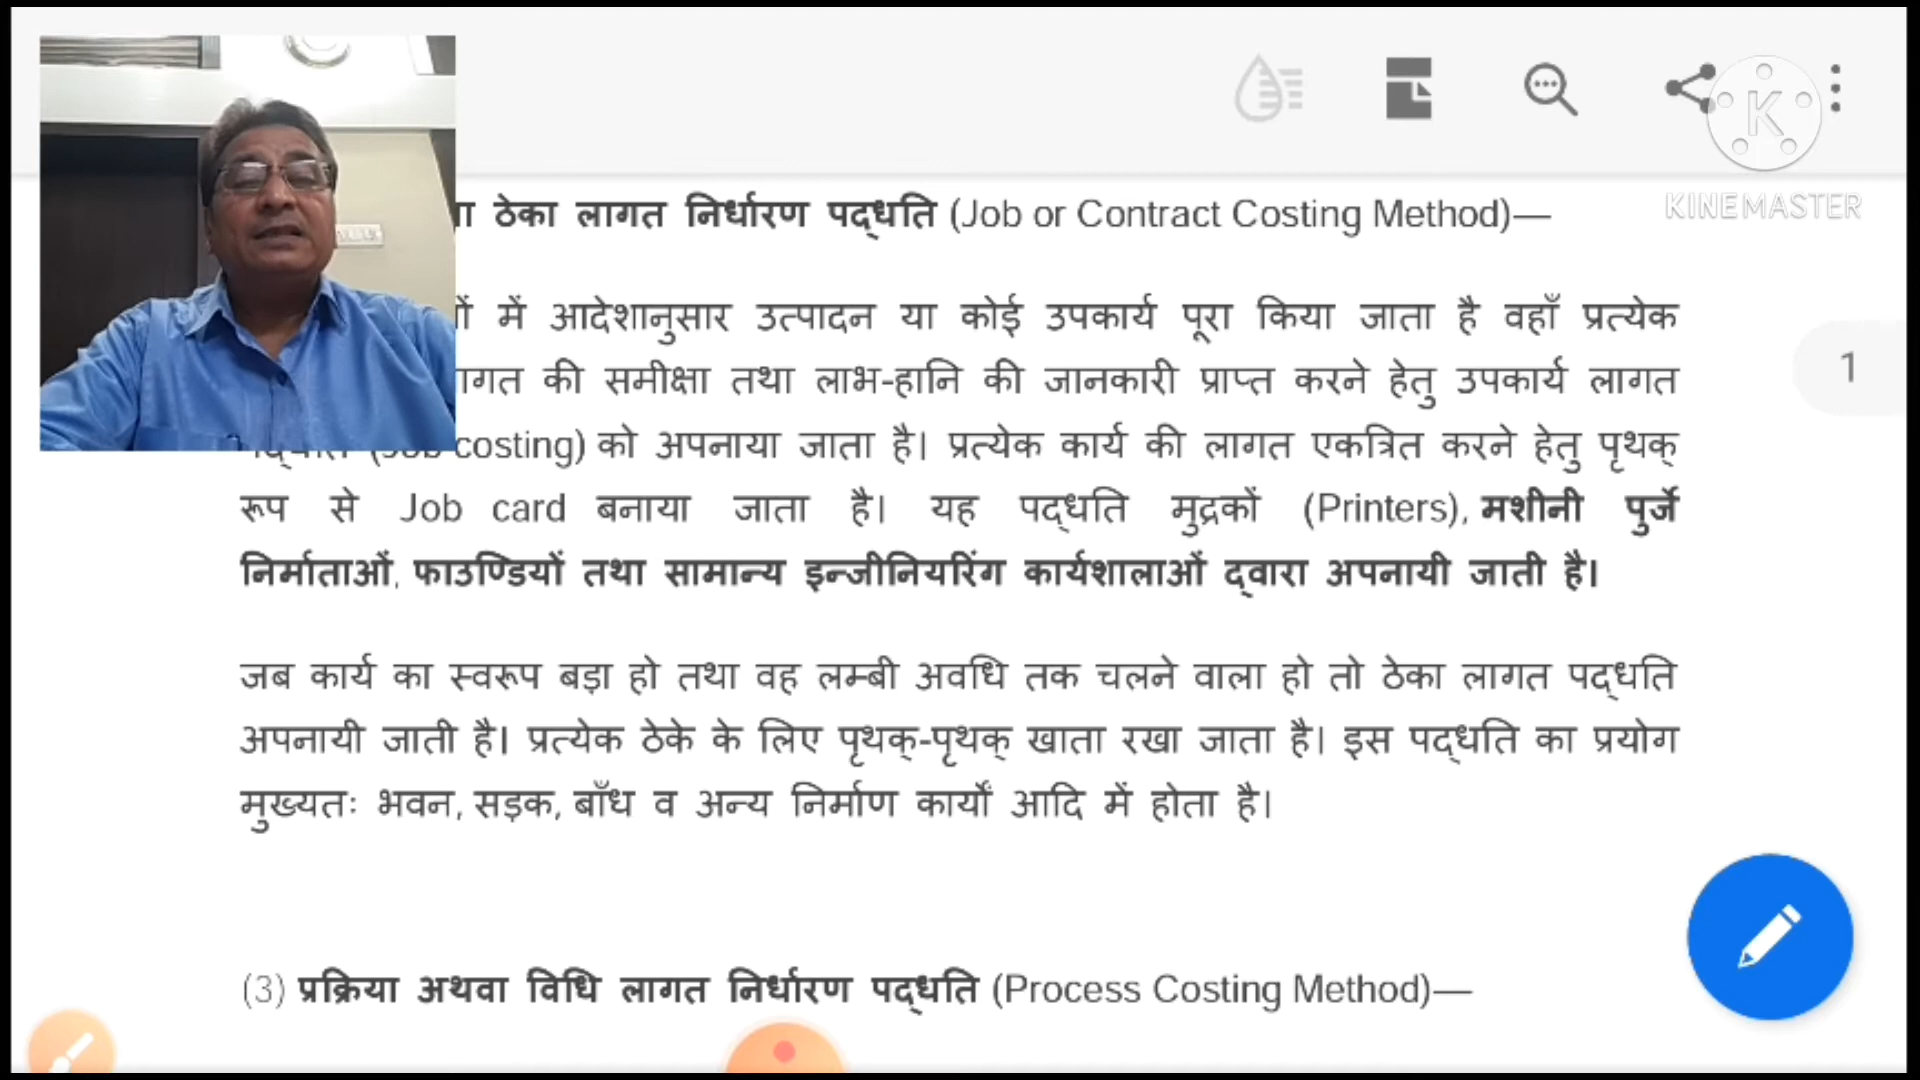 KINEMASTER
ठेका लागत निर्धारण पद्धति (Job or Contract Costing Method)—
1
में आदेशानुसार उत्पादन या कोई उपकार्य पूरा किया जाता है वहाँ प्रत्येक
की समीक्षा तथा लाभ-हानि की जानकारी प्राप्त करने हेतु उपकार्य लागत
costing) को अपनाया जाता है। प्रत्येक कार्य की लागत एकत्रित करने हेतु पृथक्
रूप से Job card बनाया जाता है। यह पद्धति मुद्रकों (Printers), मशीनी पुर्जे
निर्माताओं, फाउण्डियों तथा सामान्य इन्जीनियरिंग कार्यशालाओं द्वारा अपनायी जाती है।
जब कार्य का स्वरूप बड़ा हो तथा वह लम्बी अवधि तक चलने वाला हो तो ठेका लागत पद्धति
अपनायी जाती है। प्रत्येक ठेके के लिए पृथक्-पृथक् खाता रखा जाता है। इस पद्धति का प्रयोग
मुख्यतः भवन, सड़क, बाँध व अन्य निर्माण कार्यों आदि में होता है।
(3) प्रक्रिया अथवा विधि लागत निर्धारण पद्धति (Process Costing Method)—